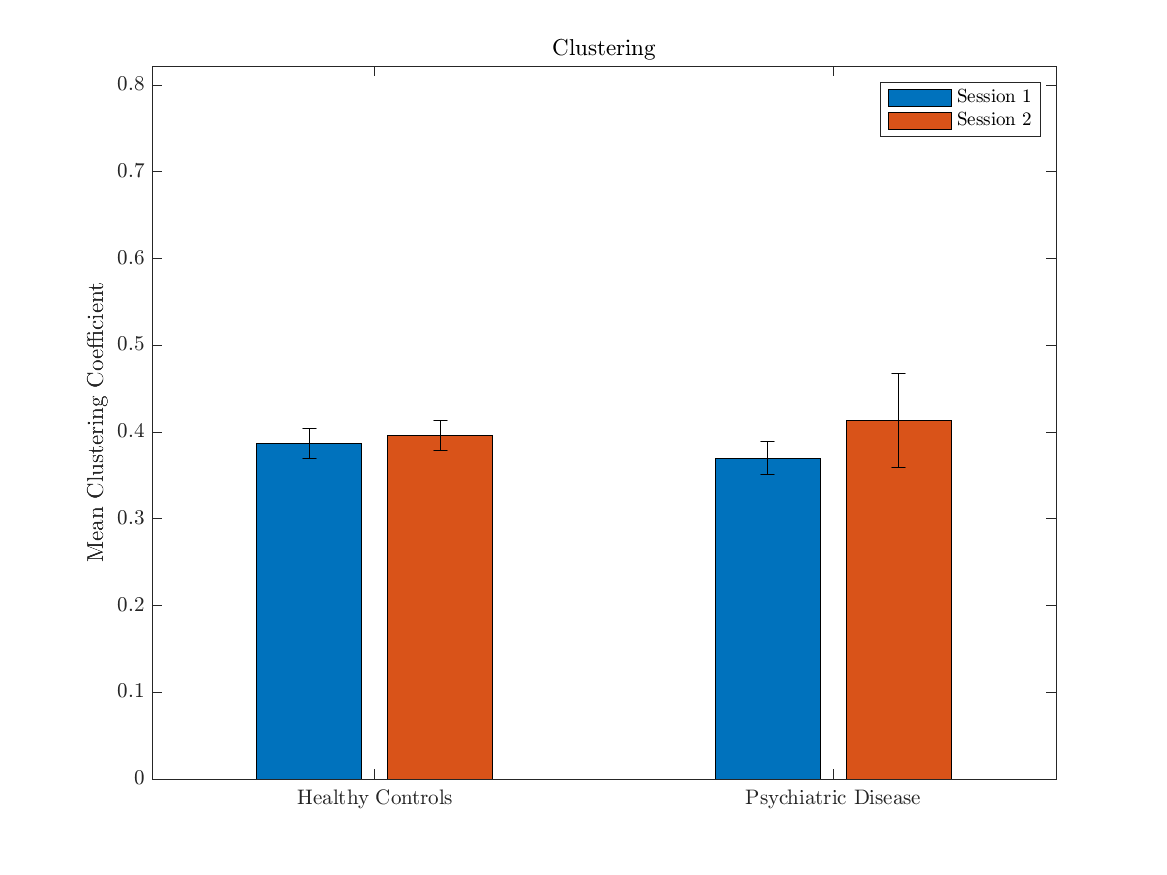 Clustering
Session 1
Session 2
Mean Clustering Coefficient
0.8
0.7
0.6
0.5
0.4
0.3
0.2
0.1
0
Healthy Controls
Psychiatric Disease